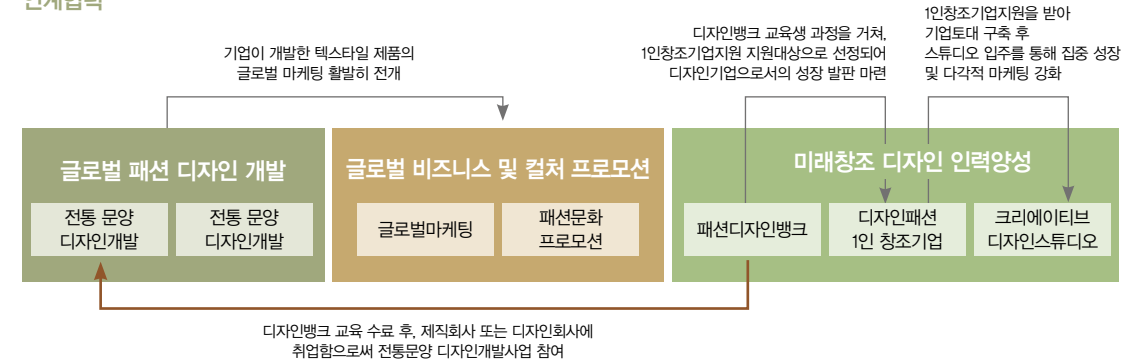 연계협력
기업이 개발한 텍스타일 제품의
글로벌 마케팅 활발히 전개
디자인뱅크 교육생 과정을 거쳐,
1인창조기업지원 지원대상으로 선정되어
디자인기업으로서의 성장 발판 마련
1인창조기업지원을 받아
기업토대 구축 후
스튜디오 입주를 통해 집중 성장
및 다각적 마케팅 강화
글로벌 패션 디자인 개발
전통 문양
디자인개발
전통 문양
디자인개발
글로벌 비즈니스 및 컬처 프로모션
글로벌마케팅
패션문화
프로모션
미래창조 디자인 인력양성
패션디자인뱅크
디자인패션
1인 창조기업
크리에이티브
디자인스튜디오
디자인뱅크 교육 수료 후, 제직회사 또는 디자인회사에
취업함으로써 전통문양 디자인개발사업 참여